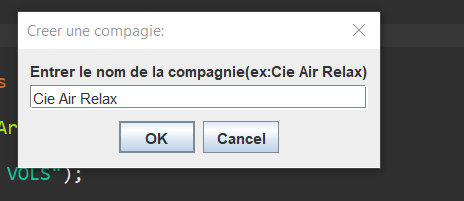 Creer une compagie:
Entrer le nom de la compagnie(ex:Cie Air Relax)
s
Cie Air Relax
Ar
OK Cancel
VOLS");